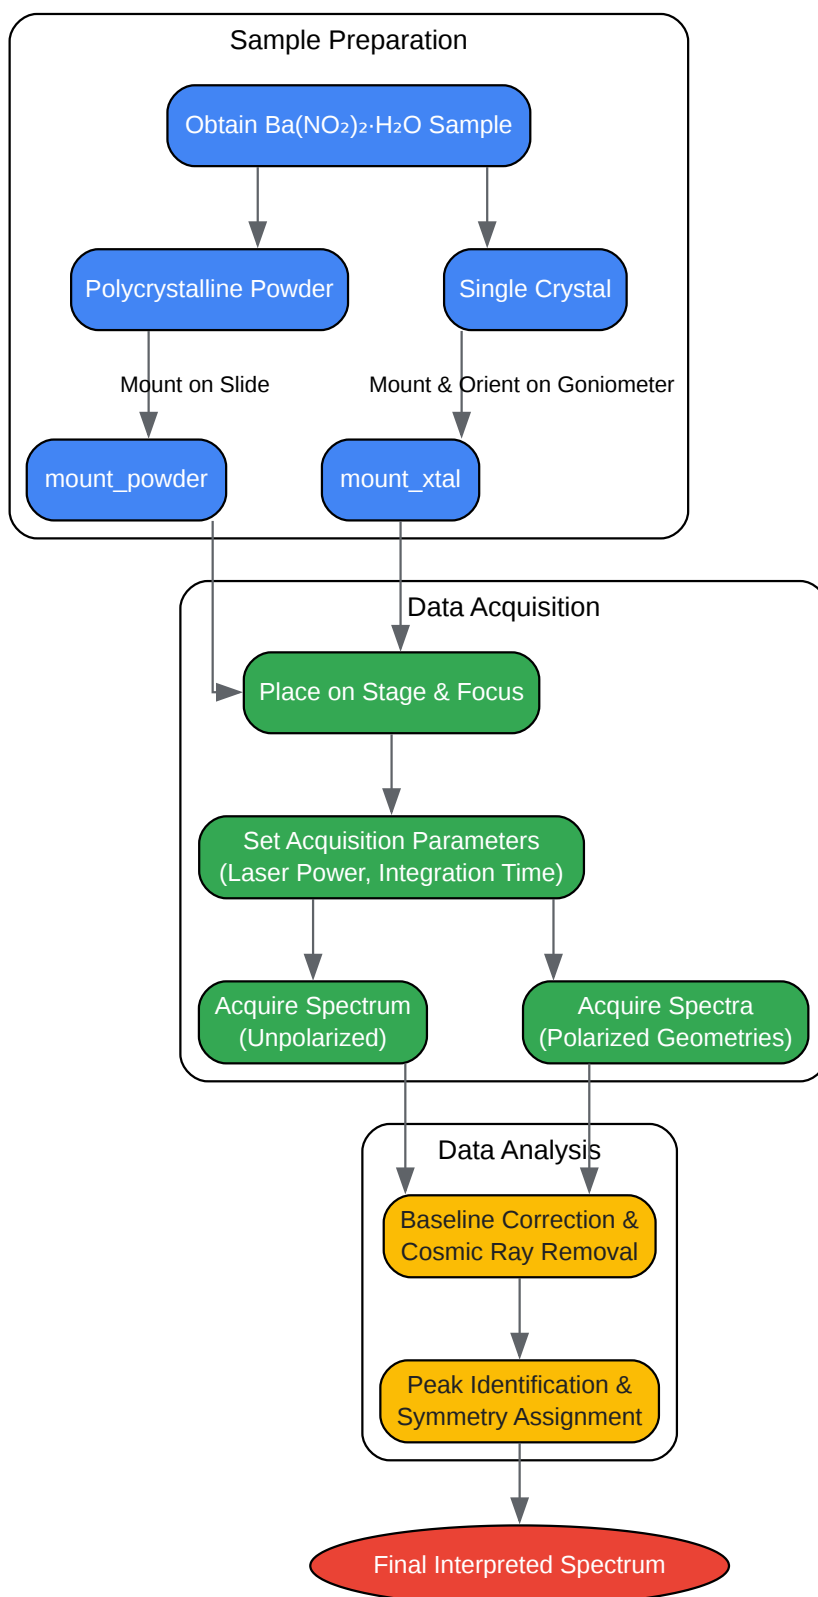 Sample Preparation
Obtain Ba(NO₂)₂·H₂O Sample
Polycrystalline Powder
Single Crystal
Mount on Slide
Mount & Orient on Goniometer
mount_powder
mount_xtal
Data Acquisition
Place on Stage & Focus
Set Acquisition Parameters
(Laser Power, Integration Time)
Acquire Spectrum
(Unpolarized)
Acquire Spectra
(Polarized Geometries)
Data Analysis
Baseline Correction &
Cosmic Ray Removal
Peak Identification &
Symmetry Assignment
Final Interpreted Spectrum